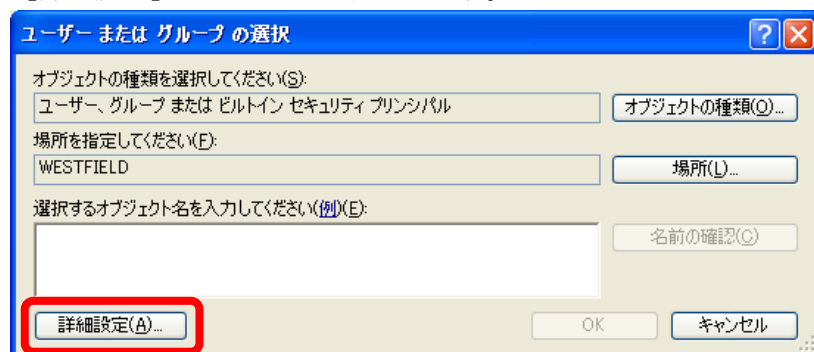 ユーザー または グループ の選択
オブジェクトの種類を選択してください(S):
ユーザー、グループ または ビルトイン セキュリティ プリンシパル
オブジェクトの種類(O)...
場所を指定してください(F):
WESTFIELD
場所(L)...
選択するオブジェクト名を入力してください(例)(E):
名前の確認(C)
詳細設定(A)...
OK
キャンセル